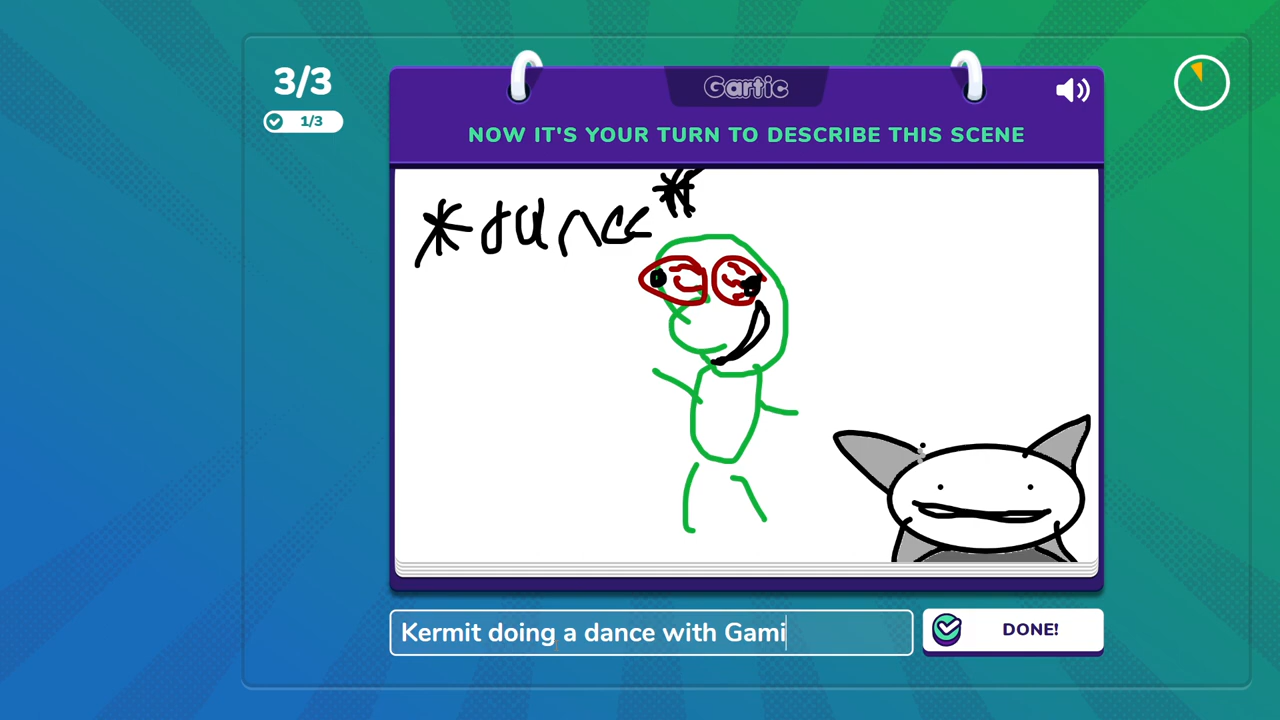 3/3
1/3
Gartic
NOW IT'S YOUR TURN TO DESCRIBE THIS SCENE
*dance*
Kermit doing a dance with Gami
DONE!